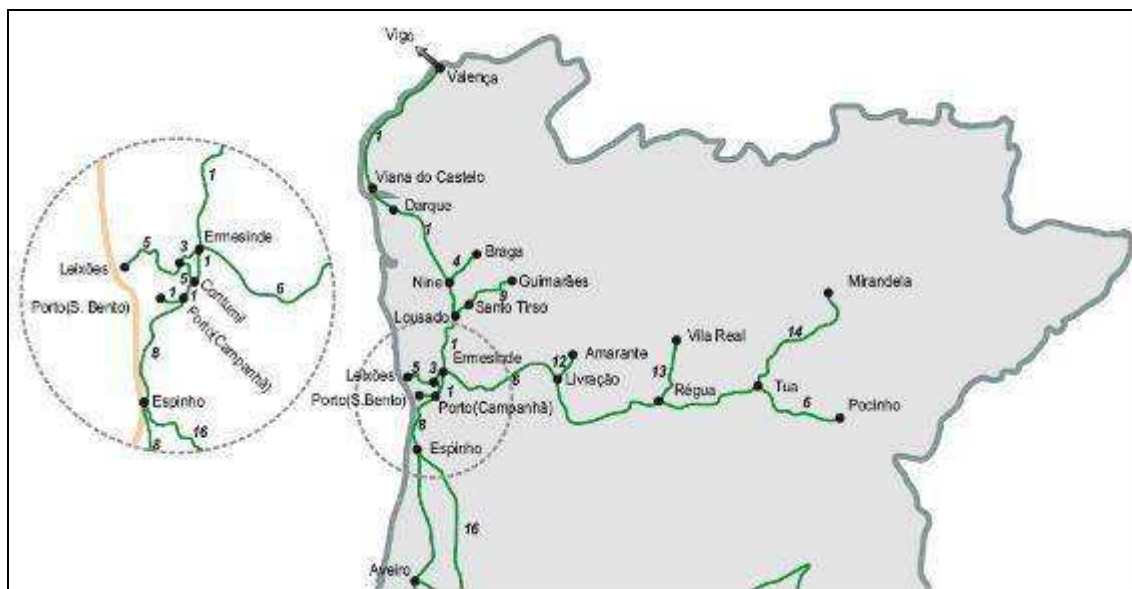 Vigo
Valença
1
Viana do Castelo
Darque
1
Braga
4
Nine
Guimarães
9
Santo Tirso
Lousado
Mirandela
14
1
Ermesinde
Amarante
12
Vila Real
13
Leixões
5
3
6
Livração
Régua
Tua
6
Pocinho
Porto(S.Bento)
1
Porto(Campanhã)
8
Espinho
16
Aveiro
1
Ermesinde
5
3
1
Leixões
5
Contumil
6
Porto(S. Bento)
1
1
Porto(Campanhã)
8
Espinho
16
8